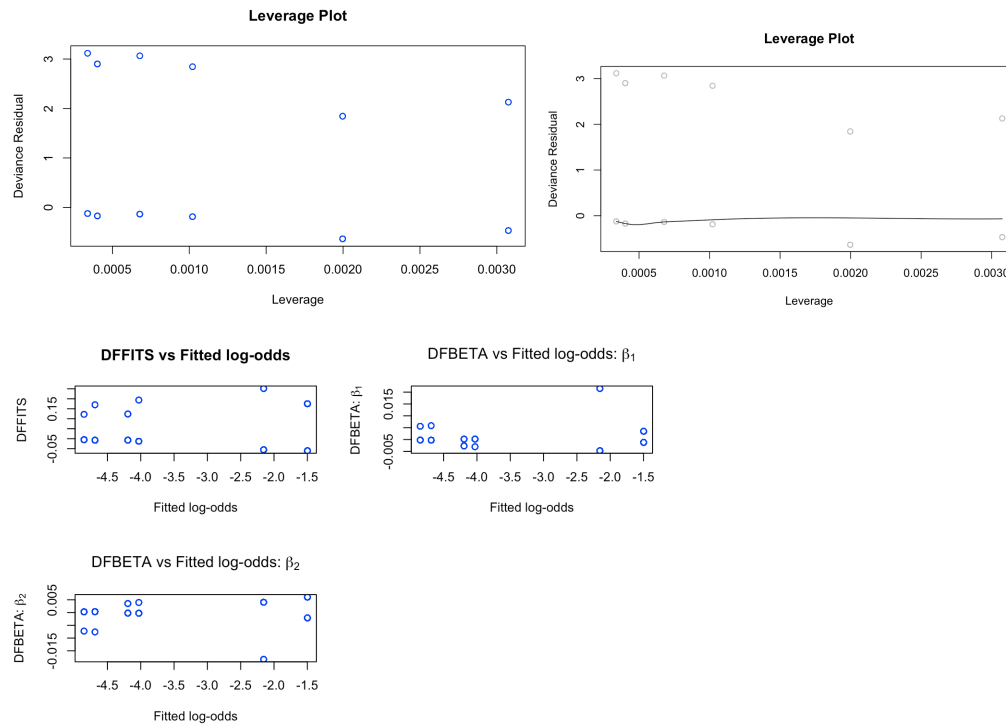 Leverage Plot
Deviance Residual
3
2
1
0
0.0005 0.0010 0.0015 0.0020 0.0025 0.0030
Leverage
Leverage Plot
Deviance Residual
3
2
1
0
0.0005 0.0010 0.0015 0.0020 0.0025 0.0030
Leverage
DFFITS vs Fitted log-odds
DFFITS
0.15
-0.05
-4.5 -4.0 -3.5 -3.0 -2.5 -2.0 -1.5
Fitted log-odds
DFBETA vs Fitted log-odds: β₁
DFBETA: β₁
0.015
-0.005
-4.5 -4.0 -3.5 -3.0 -2.5 -2.0 -1.5
Fitted log-odds
DFBETA vs Fitted log-odds: β₂
DFBETA: β₂
0.005
-0.015
-4.5 -4.0 -3.5 -3.0 -2.5 -2.0 -1.5
Fitted log-odds